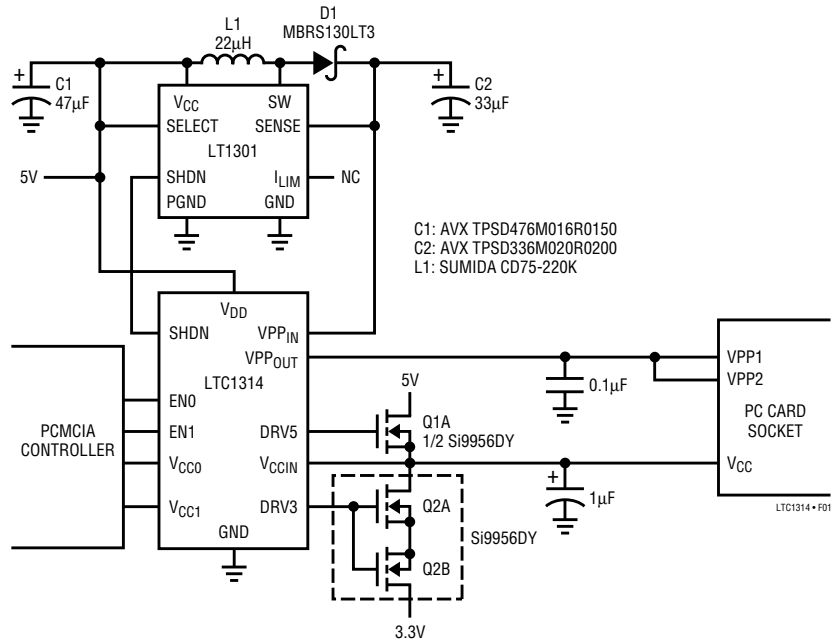 L1
22µH
D1
MBRS130LT3
+
C1
47µF
+
C2
33µF
VCC
SW
SELECT
SENSE
LT1301
5V
SHDN
ILIM
NC
PGND
GND
C1: AVX TPSD476M016R0150
C2: AVX TPSD336M020R0200
L1: SUMIDA CD75-220K
VDD
SHDN
VPPIN
VPPOUT
LTC1314
EN0
EN1
VCC0
VCC1
DRV5
VCCIN
DRV3
GND
PCMCIA
CONTROLLER
5V
Q1A
1/2 Si9956DY
0.1µF
VPP1
VPP2
PC CARD
SOCKET
VCC
+
1µF
Q2A
Q2B
Si9956DY
3.3V
LTC1314 • F01